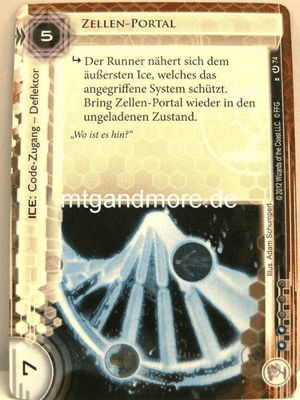 ZELLEN-PORTAL
5
↳ Der Runner nähert sich dem
äußersten Ice, welches das
angegriffene System schützt.
Bring Zellen-Portal wieder in den
ungeladenen Zustand.
„Wo ist es hin?“
ICE: Code-Zugang – Deflektor
74
© 2012 Wizards of the Coast LLC. © FFG
mtgandmore.de
Illus. Adam Schumpert
7